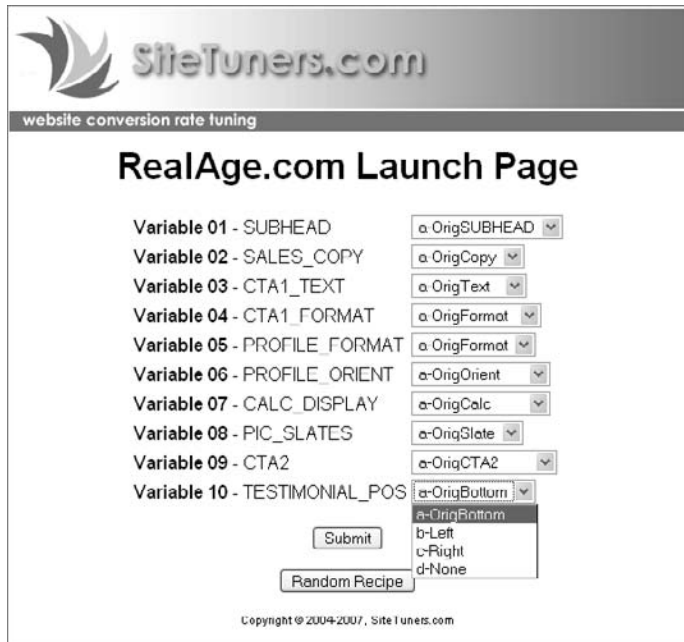 SiteTuners.com
website conversion rate tuning
RealAge.com Launch Page
Variable 01 - SUBHEAD a-OrigSUBHEAD
Variable 02 - SALES_COPY a-OrigCopy
Variable 03 - CTA1_TEXT a-OrigText
Variable 04 - CTA1_FORMAT a-OrigFormat
Variable 05 - PROFILE_FORMAT a-OrigFormat
Variable 06 - PROFILE_ORIENT a-OrigOrient
Variable 07 - CALC_DISPLAY a-OrigCalc
Variable 08 - PIC_SLATES a-OrigSlate
Variable 09 - CTA2 a-OrigCTA2
Variable 10 - TESTIMONIAL_POS a-OrigBottom
a-OrigBottom
b-Left
c-Right
d-None
Submit
Random Recipe
Copyright © 2004-2007, SiteTuners.com